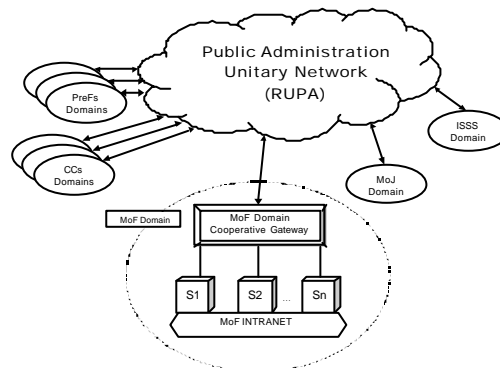 Public Administration
Unitary Network
(RUPA)
PreFs
Domains
ISSS
Domain
CCs
Domains
MoJ
Domain
MoF Domain
MoF Domain
Cooperative Gateway
S1 S2 ... Sn
MoF INTRANET